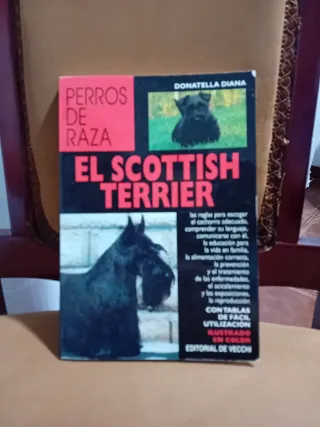 PERROS
DE
RAZA
DONATELLA DIANA
EL SCOTTISH
TERRIER
las reglas para escoger
el cachorro adecuado,
comprender su lenguaje,
comunicarse con él,
la educación para
la vida en familia,
la alimentación correcta,
la prevención
y el tratamiento
de las enfermedades,
el acicalamiento
y las exposiciones,
la reproducción
CON TABLAS
DE FÁCIL
UTILIZACIÓN
ILUSTRADO
EN COLOR
EDITORIAL DE VECCHI